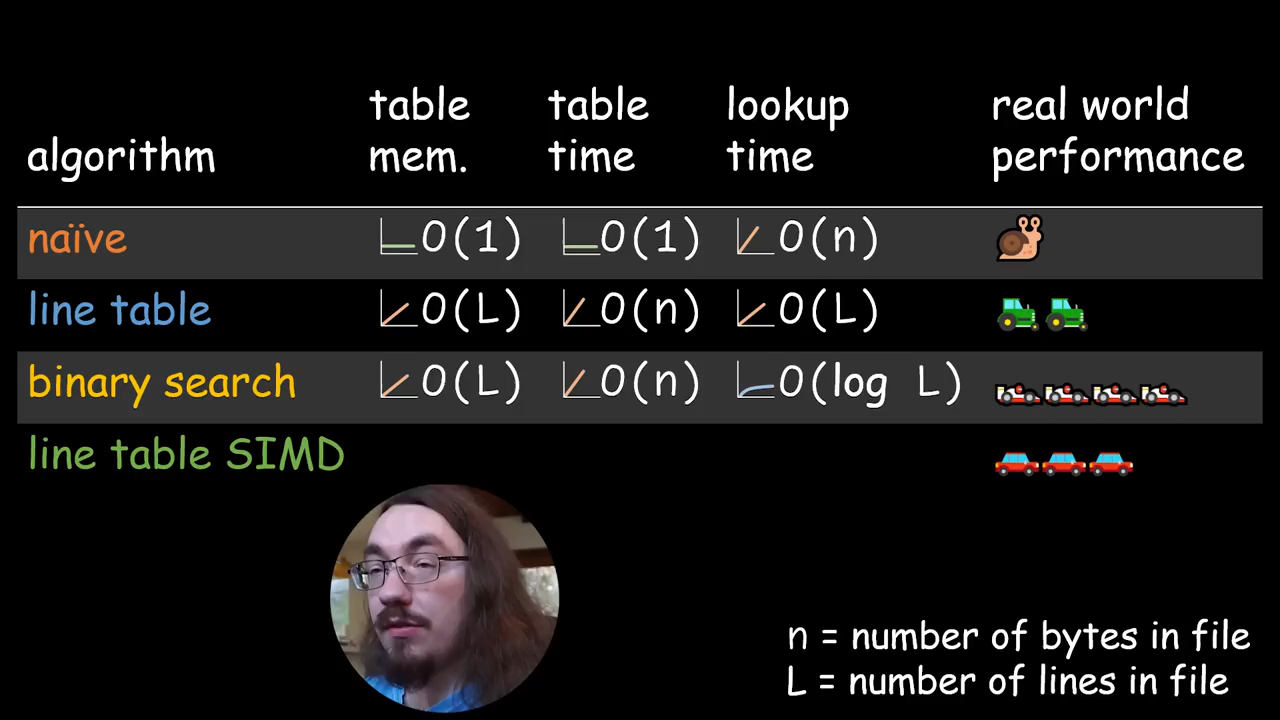 algorithm table mem. table time lookup time real world performance
naïve O(1) O(1) O(n)
line table O(L) O(n) O(L)
binary search O(L) O(n) O(log L)
line table SIMD
n = number of bytes in file
L = number of lines in file